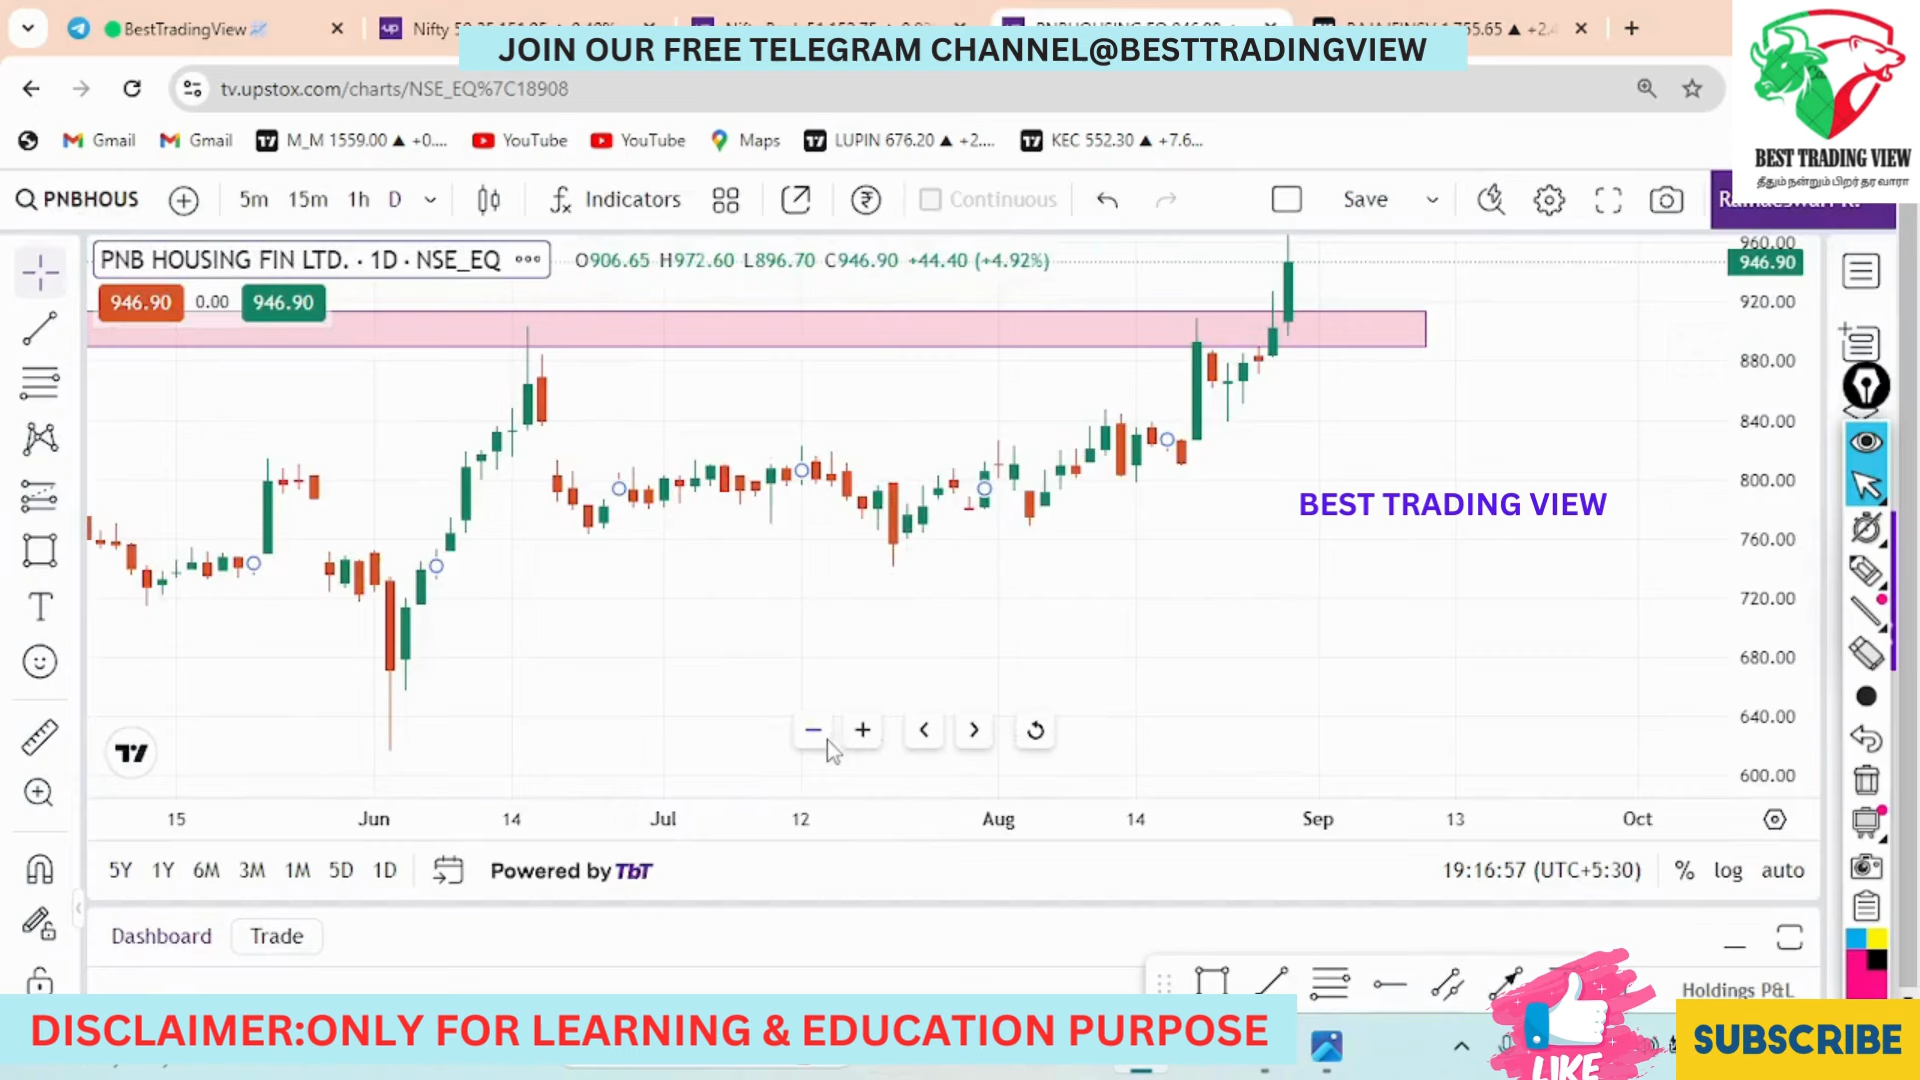 BestTradingView
Nifty
JOIN OUR FREE TELEGRAM CHANNEL@BESTTRADINGVIEW
tv.upstox.com/charts/NSE_EQ%7C18908
Gmail
Gmail
M_M 1559.00 ▲ +0....
YouTube
YouTube
Maps
LUPIN 676.20 ▲ +2....
KEC 552.30 ▲ +7.6...
BEST TRADING VIEW
தீதும் நன்றும் பிறர் தர வாரா
PNBHOUS
5m 15m 1h D
Indicators
Continuous
Save
PNB HOUSING FIN LTD. · 1D · NSE_EQ
O906.65 H972.60 L896.70 C946.90 +44.40 (+4.92%)
946.90 0.00 946.90
960.00
946.90
920.00
880.00
840.00
800.00
760.00
720.00
680.00
640.00
600.00
BEST TRADING VIEW
15 Jun 14 Jul 12 Aug 14 Sep 13 Oct
5Y 1Y 6M 3M 1M 5D 1D
Powered by TbT
19:16:57 (UTC+5:30)
% log auto
Dashboard
Trade
Holdings P&L
DISCLAIMER:ONLY FOR LEARNING & EDUCATION PURPOSE
LIKE
SUBSCRIBE